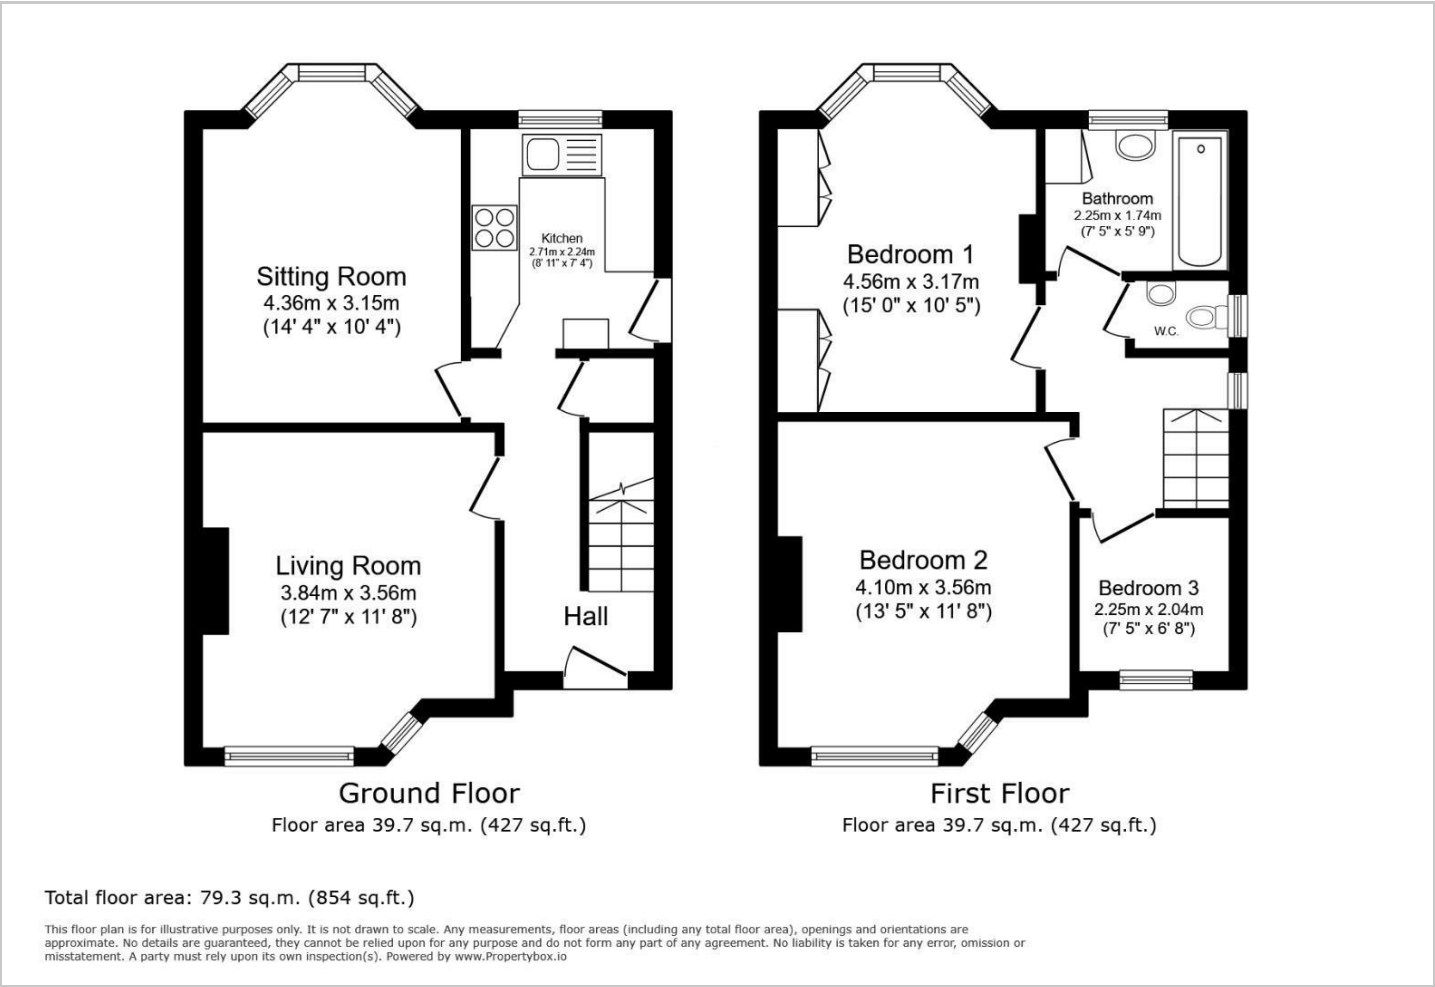 Sitting Room
4.36m x 3.15m
(14' 4" x 10' 4")
Kitchen
2.71m x 2.24m
(8' 11" x 7' 4")
Living Room
3.84m x 3.56m
(12' 7" x 11' 8")
Hall
Ground Floor
Floor area 39.7 sq.m. (427 sq.ft.)
Bedroom 1
4.56m x 3.17m
(15' 0" x 10' 5")
Bathroom
2.25m x 1.74m
(7' 5" x 5' 9")
W.C.
Bedroom 2
4.10m x 3.56m
(13' 5" x 11' 8")
Bedroom 3
2.25m x 2.04m
(7' 5" x 6' 8")
First Floor
Floor area 39.7 sq.m. (427 sq.ft.)
Total floor area: 79.3 sq.m. (854 sq.ft.)
This floor plan is for illustrative purposes only. It is not drawn to scale. Any measurements, floor areas (including any total floor area), openings and orientations are
approximate. No details are guaranteed, they cannot be relied upon for any purpose and do not form any part of any agreement. No liability is taken for any error, omission or
misstatement. A party must rely upon its own inspection(s). Powered by www.Propertybox.io